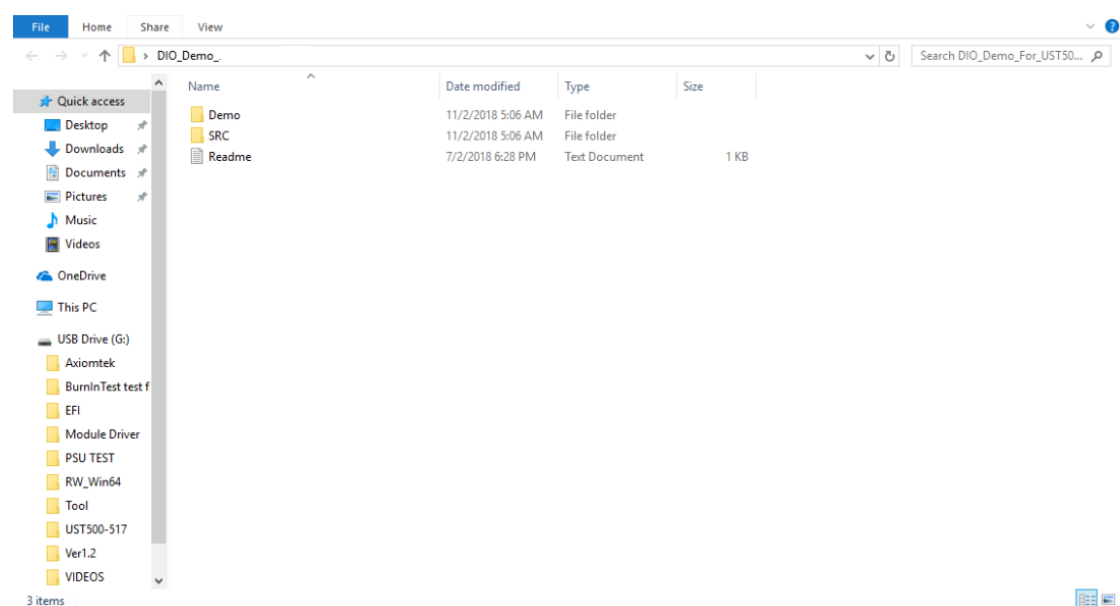 File Home Share View
DIO_Demo_. Search DIO_Demo_For_UST50...
Name Date modified Type Size
Quick access
Desktop
Downloads
Documents
Pictures
Music
Videos
OneDrive
This PC
USB Drive (G:)
Axiomtek
BurnInTest test f
EFI
Module Driver
PSU TEST
RW_Win64
Tool
UST500-517
Ver1.2
VIDEOS
Demo 11/2/2018 5:06 AM File folder
SRC 11/2/2018 5:06 AM File folder
Readme 7/2/2018 6:28 PM Text Document 1 KB
3 items